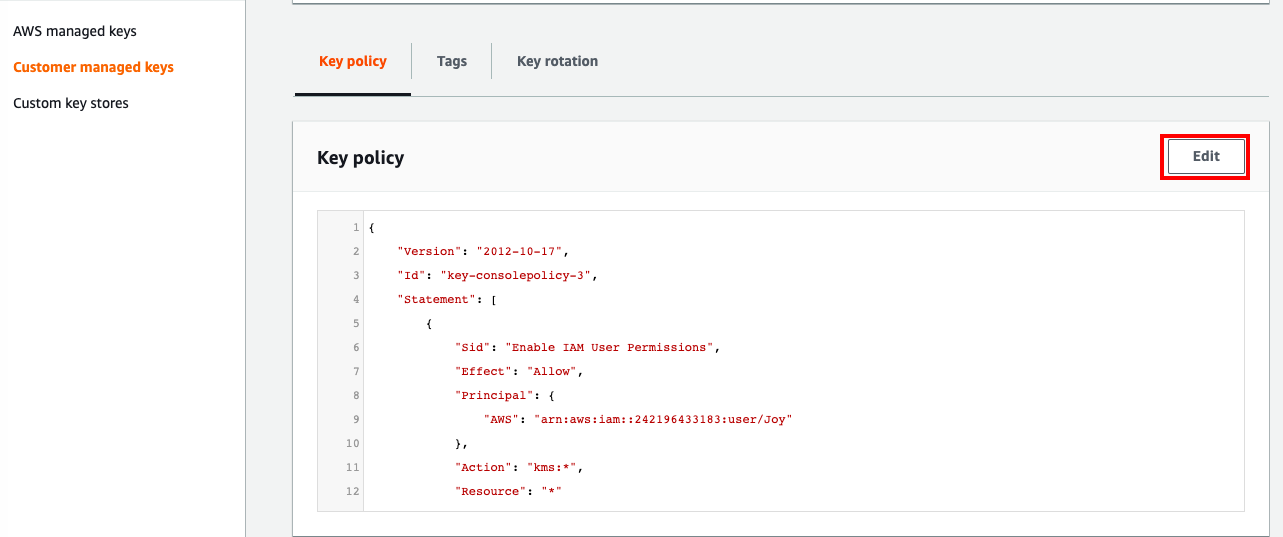 AWS managed keys
Customer managed keys
Custom key stores
Key policy
Tags
Key rotation
Key policy
Edit
1 {
2 "Version": "2012-10-17",
3 "Id": "key-consolepolicy-3",
4 "Statement": [
5 {
6 "Sid": "Enable IAM User Permissions",
7 "Effect": "Allow",
8 "Principal": {
9 "AWS": "arn:aws:iam::242196433183:user/Joy"
10 },
11 "Action": "kms:*",
12 "Resource": "*"